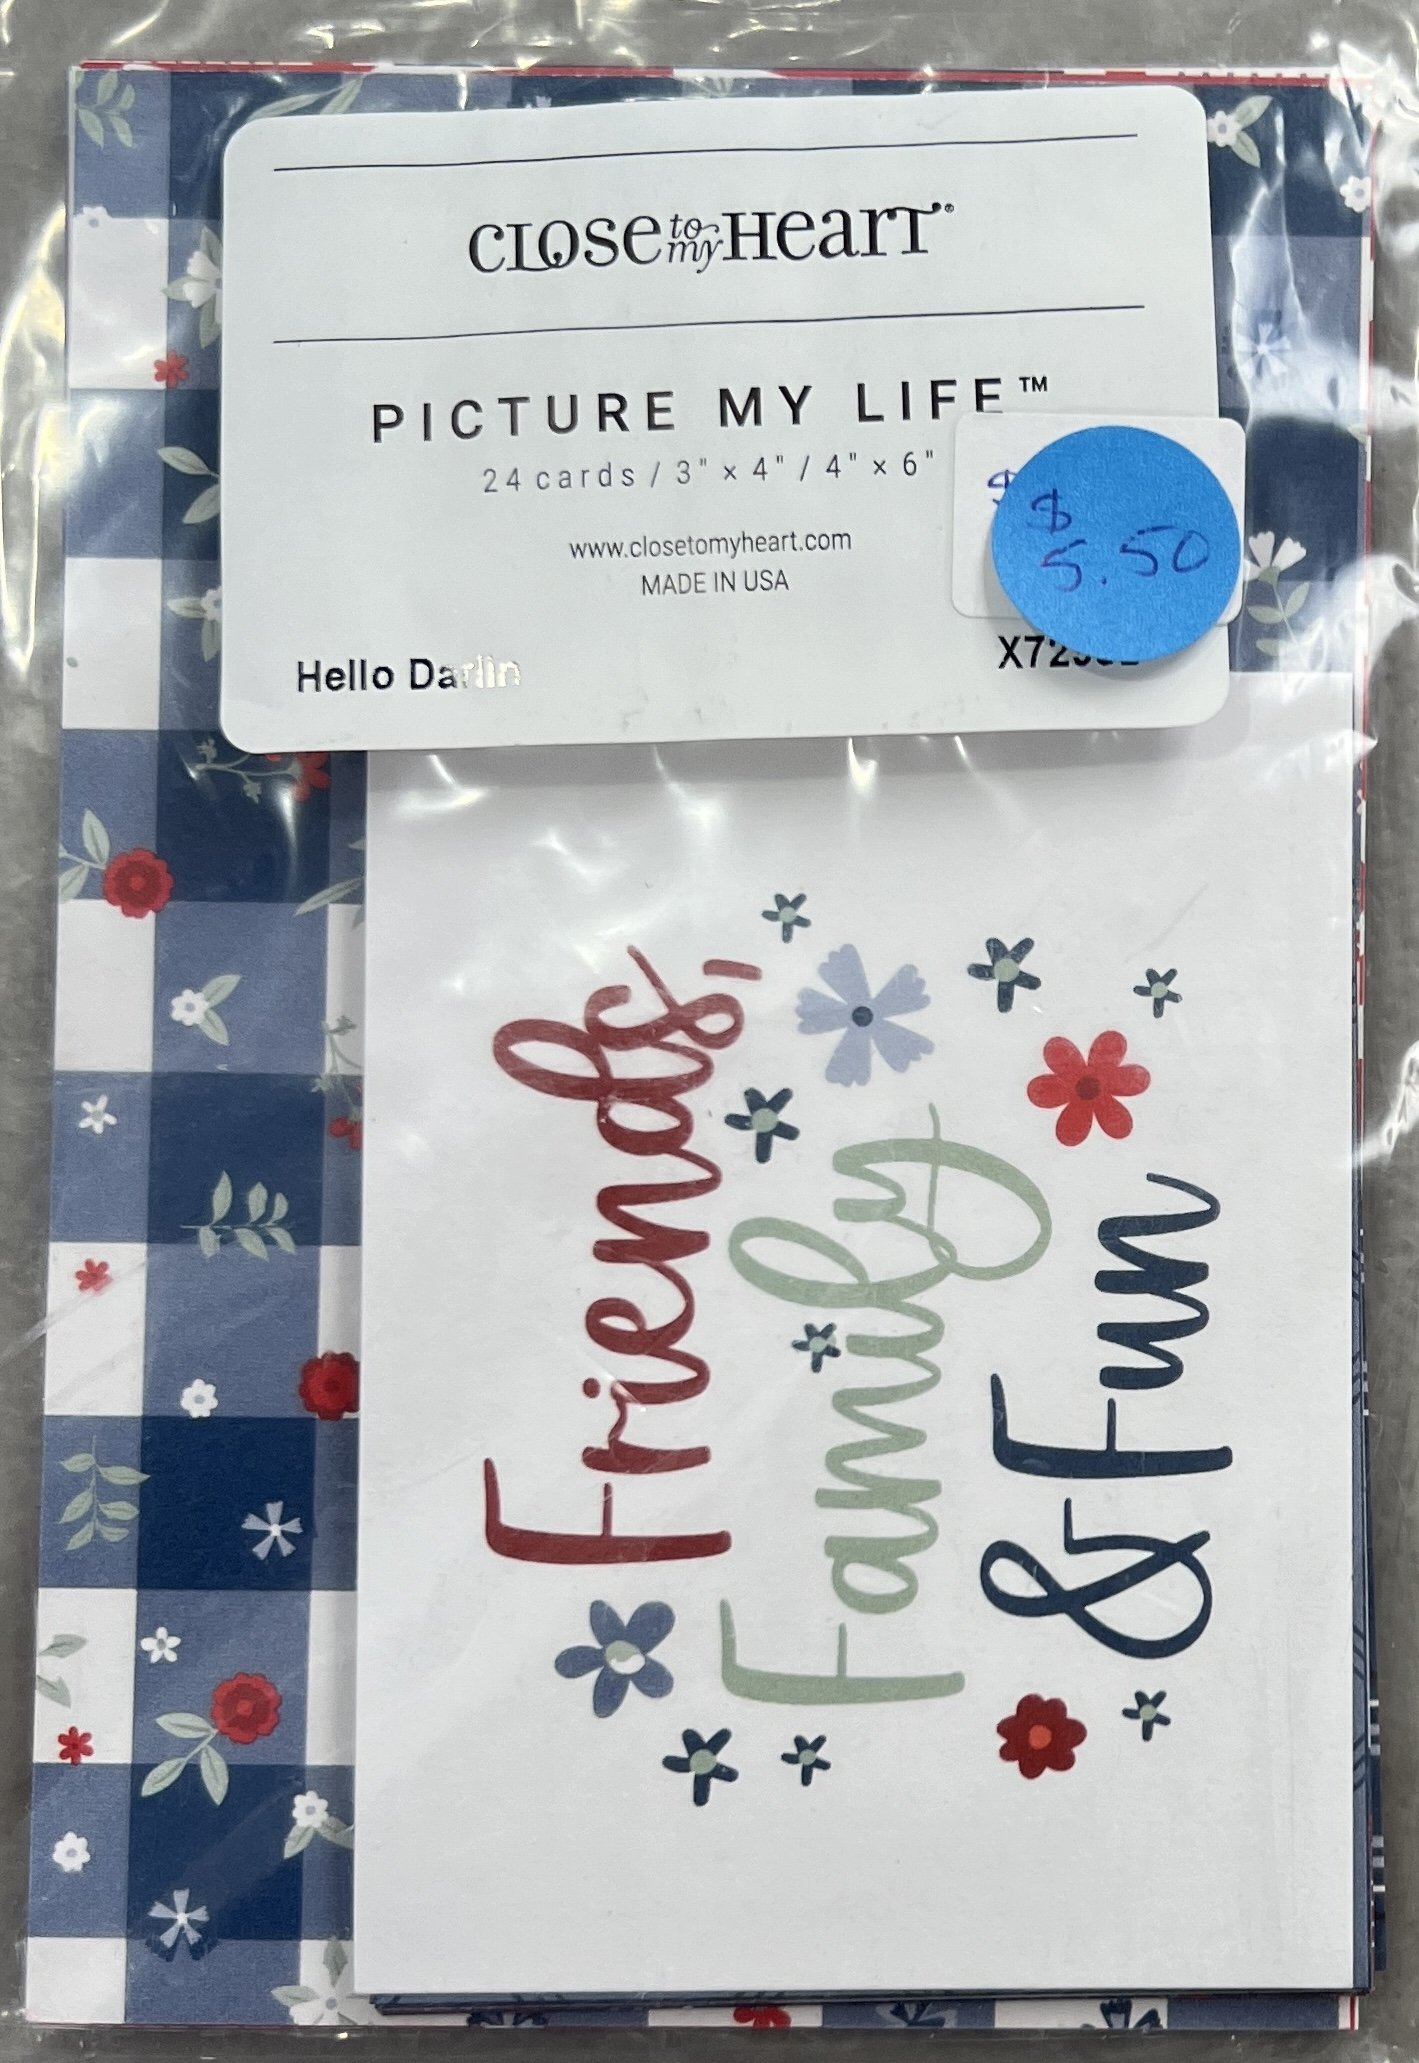 CLOSE to my HEART®
PICTURE MY LIFE™
24 cards / 3" x 4" / 4" x 6"
www.closetomyheart.com
MADE IN USA
Hello Darlin
$
$
5.50
Friends,
Family
& Fun